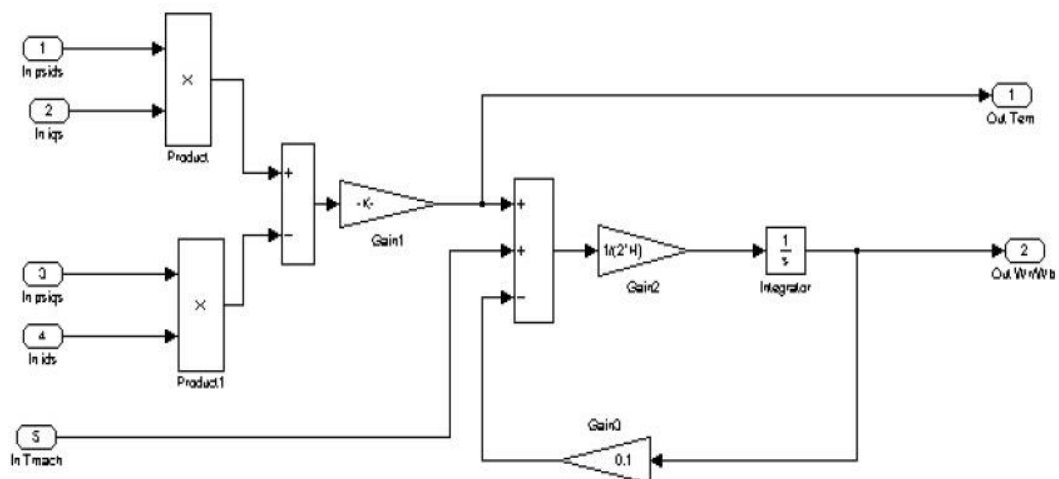 1
In psids
2
In iqs
×
Product
3
In psiqs
4
In ids
×
Product1
5
In Tmach
+
−
-K-
Gain1
+
+
−
1/(2*H)
Gain2
1
s
Integrator
Gain3
0.1
1
Out Tem
2
Out Wr/Wb